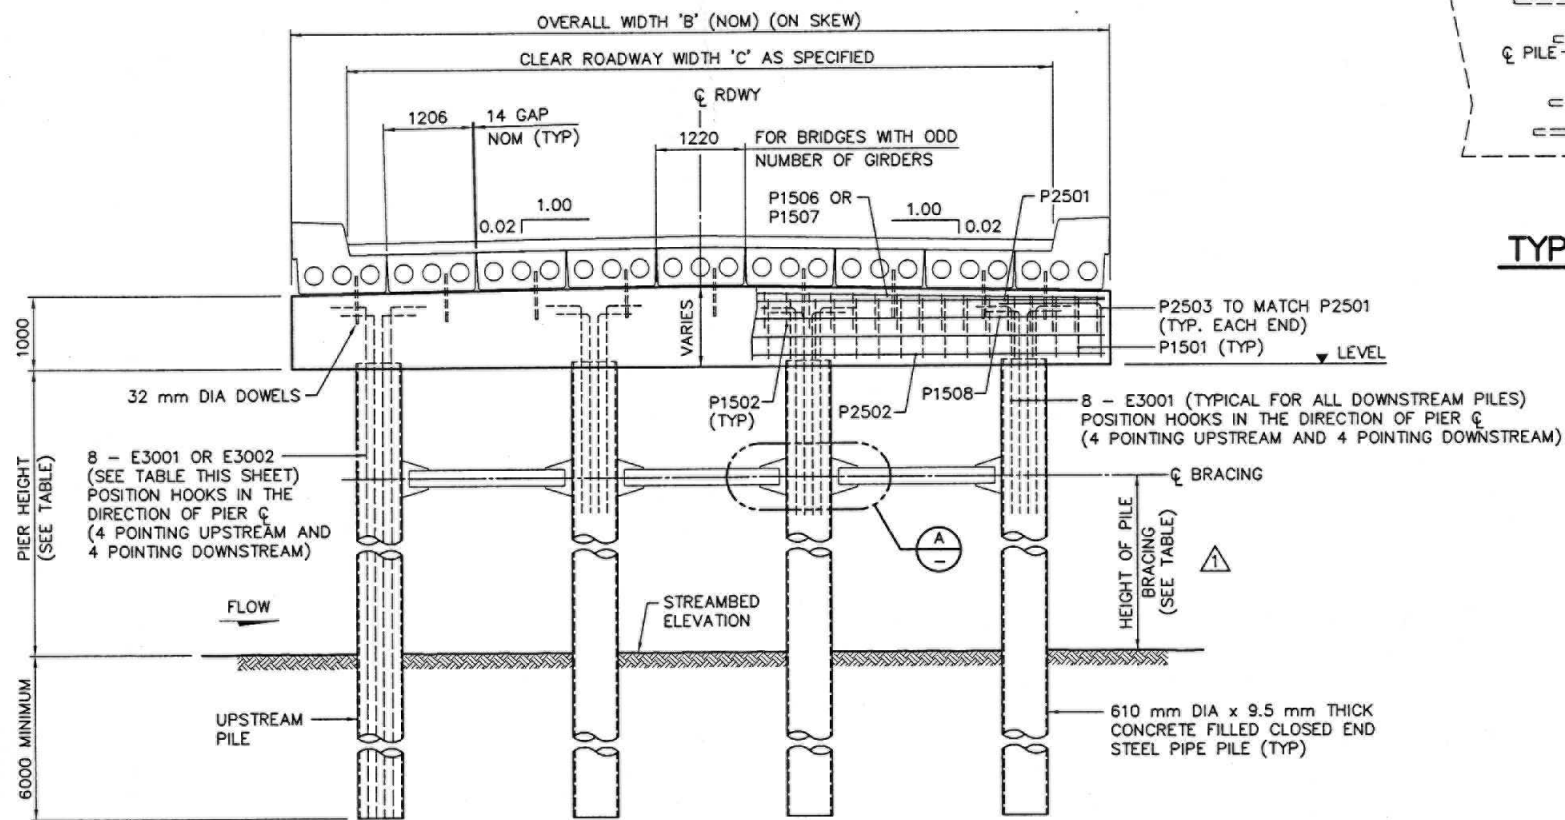 OVERALL WIDTH 'B' (NOM) (ON SKEW)
CLEAR ROADWAY WIDTH 'C' AS SPECIFIED
℄ RDWY
℄ PILE
1206
14 GAP
NOM (TYP)
1220
FOR BRIDGES WITH ODD
NUMBER OF GIRDERS
P1506 OR
P1507
P2501
0.02
1.00
1.00
0.02
TYP
1000
VARIES
P2503 TO MATCH P2501
(TYP. EACH END)
P1501 (TYP)
LEVEL
32 mm DIA DOWELS
P1502
(TYP)
P2502
P1508
8 - E3001 (TYPICAL FOR ALL DOWNSTREAM PILES)
POSITION HOOKS IN THE DIRECTION OF PIER ℄
(4 POINTING UPSTREAM AND 4 POINTING DOWNSTREAM)
8 - E3001 OR E3002
(SEE TABLE THIS SHEET)
POSITION HOOKS IN THE
DIRECTION OF PIER ℄
(4 POINTING UPSTREAM AND
4 POINTING DOWNSTREAM)
℄ BRACING
PIER HEIGHT
(SEE TABLE)
A
-
HEIGHT OF PILE
BRACING
(SEE TABLE)
1
FLOW
STREAMBED
ELEVATION
6000 MINIMUM
UPSTREAM
PILE
610 mm DIA x 9.5 mm THICK
CONCRETE FILLED CLOSED END
STEEL PIPE PILE (TYP)